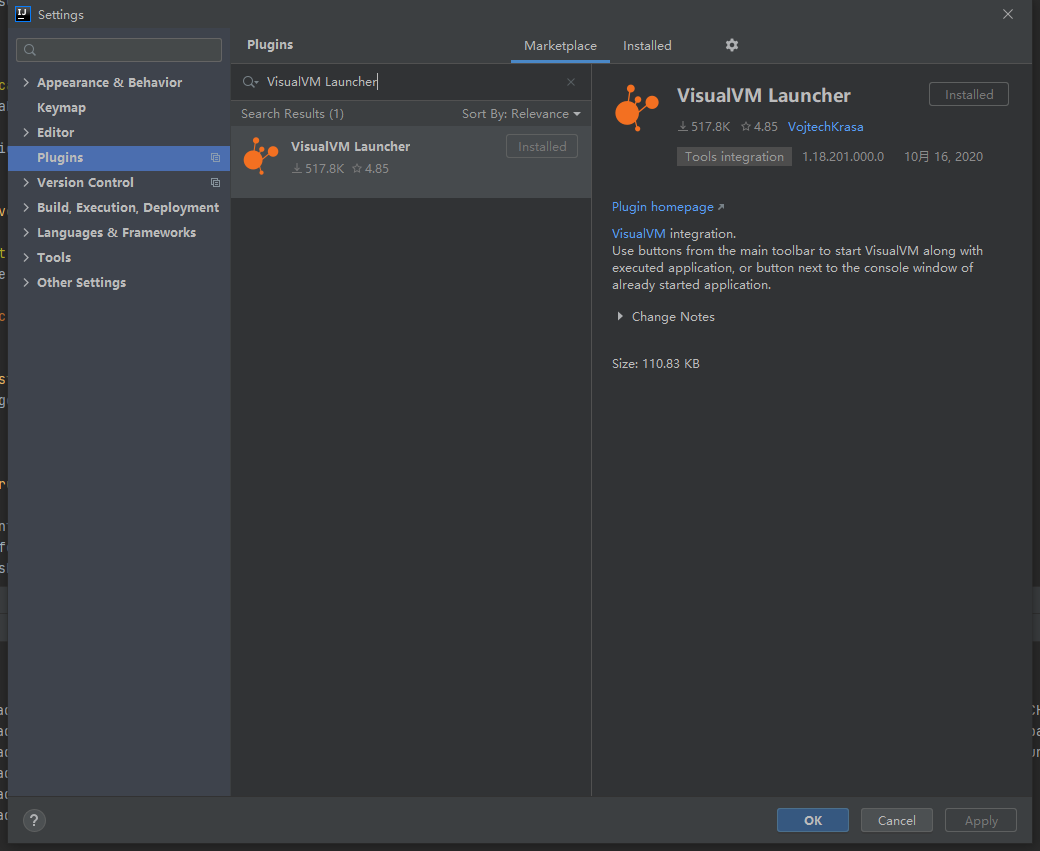 Settings
Appearance & Behavior
Keymap
Editor
Plugins
Version Control
Build, Execution, Deployment
Languages & Frameworks
Tools
Other Settings
Plugins
Marketplace
Installed
VisualVM Launcher
Search Results (1)
Sort By: Relevance
VisualVM Launcher
Installed
517.8K
4.85
VisualVM Launcher
Installed
517.8K
4.85
VojtechKrasa
Tools integration
1.18.201.000.0
10月 16, 2020
Plugin homepage
VisualVM integration.
Use buttons from the main toolbar to start VisualVM along with
executed application, or button next to the console window of
already started application.
Change Notes
Size: 110.83 KB
?
OK
Cancel
Apply